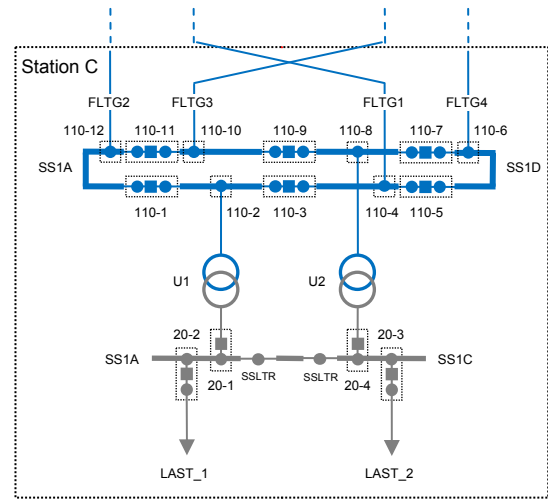 Station C
FLTG2 FLTG3 FLTG1 FLTG4
110-12 110-11 110-10 110-9 110-8 110-7 110-6
SS1A SS1D
110-1 110-2 110-3 110-4 110-5
U1 U2
20-2 20-3
SS1A SS1C
20-1 SSLTR SSLTR 20-4
LAST_1 LAST_2